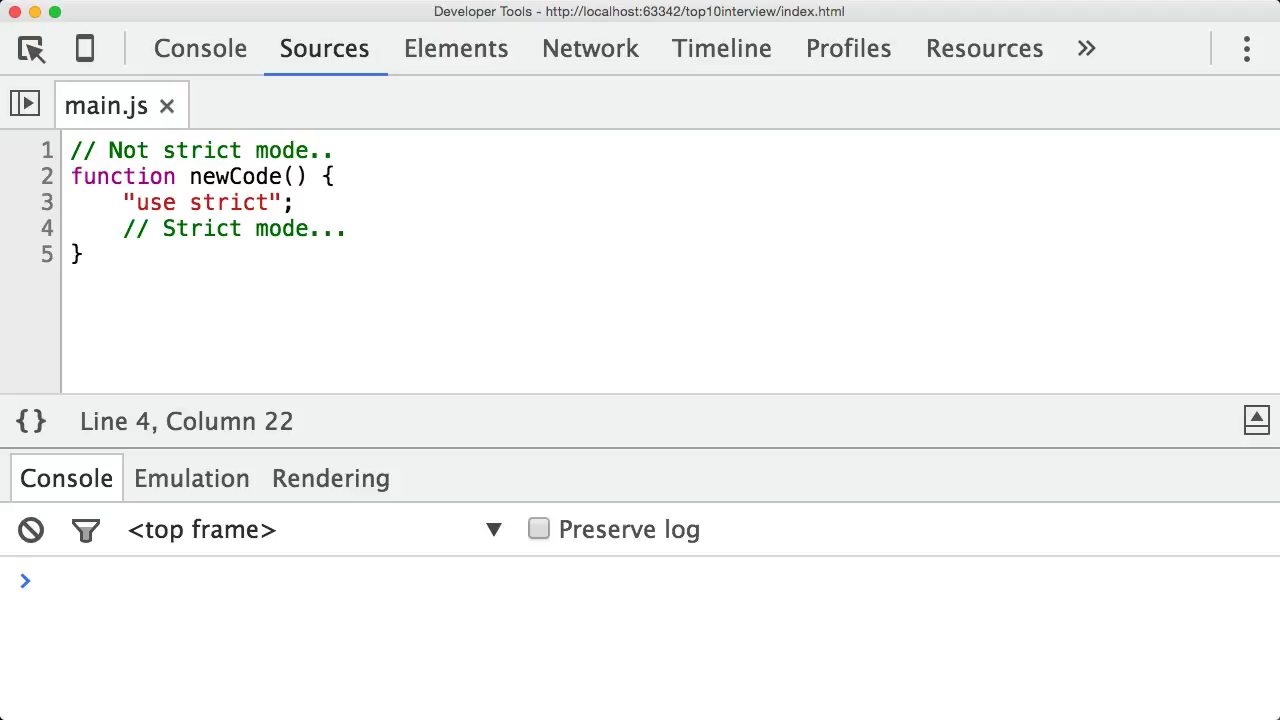 Developer Tools - http://localhost:63342/top10interview/index.html
Console Sources Elements Network Timeline Profiles Resources »
main.js ×
1 // Not strict mode..
2 function newCode() {
3 "use strict";
4 // Strict mode...
5 }
{} Line 4, Column 22
Console Emulation Rendering
<top frame> ▼ Preserve log
>